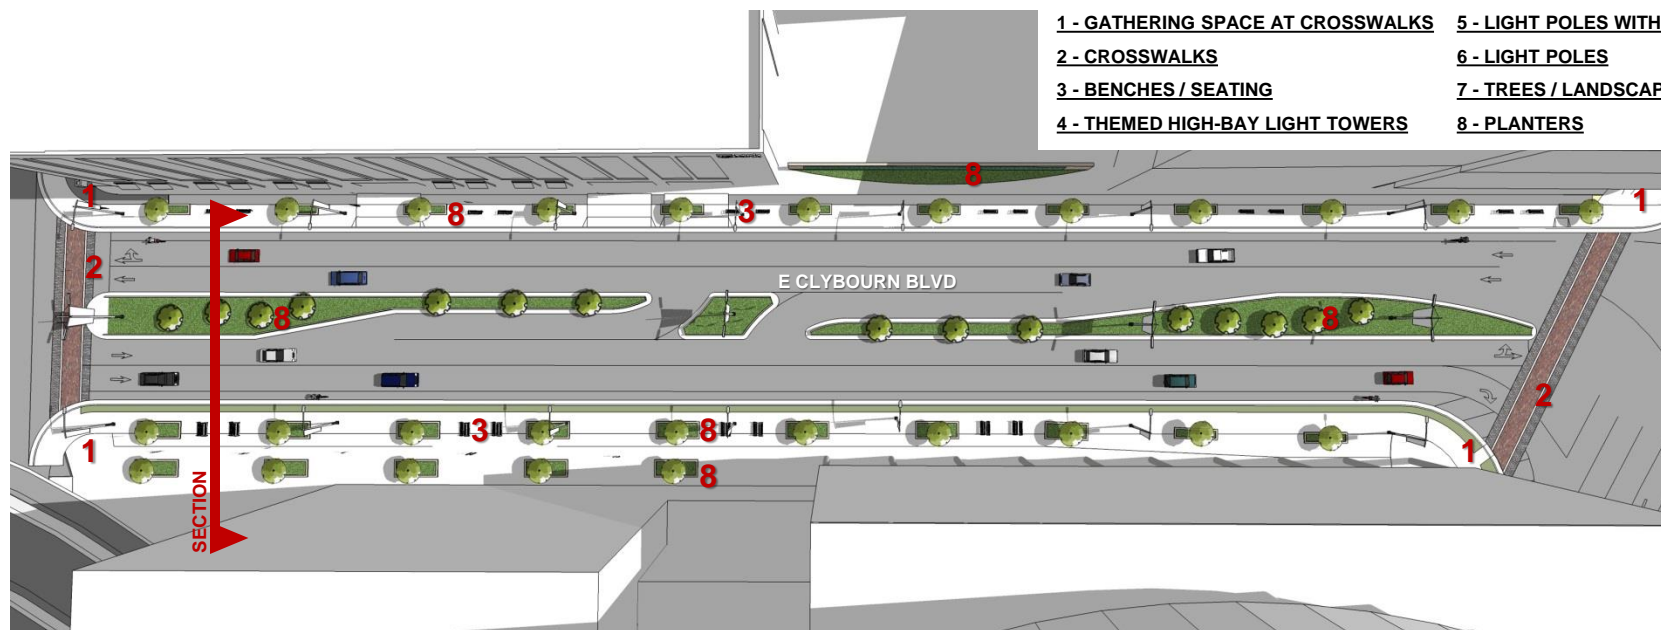 1 - GATHERING SPACE AT CROSSWALKS
2 - CROSSWALKS
3 - BENCHES / SEATING
4 - THEMED HIGH-BAY LIGHT TOWERS
5 - LIGHT POLES WITH
6 - LIGHT POLES
7 - TREES / LANDSCAP
8 - PLANTERS
8
1
8
3
1
2
E CLYBOURN BLVD
8
8
2
1
3
8
1
8
SECTION